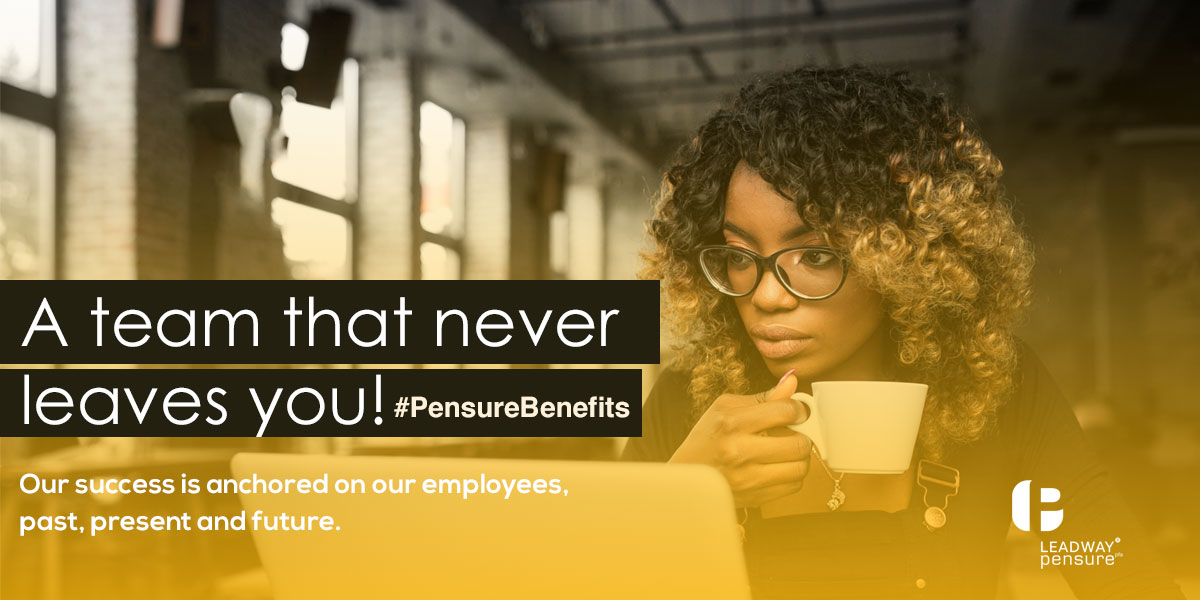 A team that never
leaves you! #PensureBenefits
Our success is anchored on our employees,
past, present and future.
LEADWAY
pensure